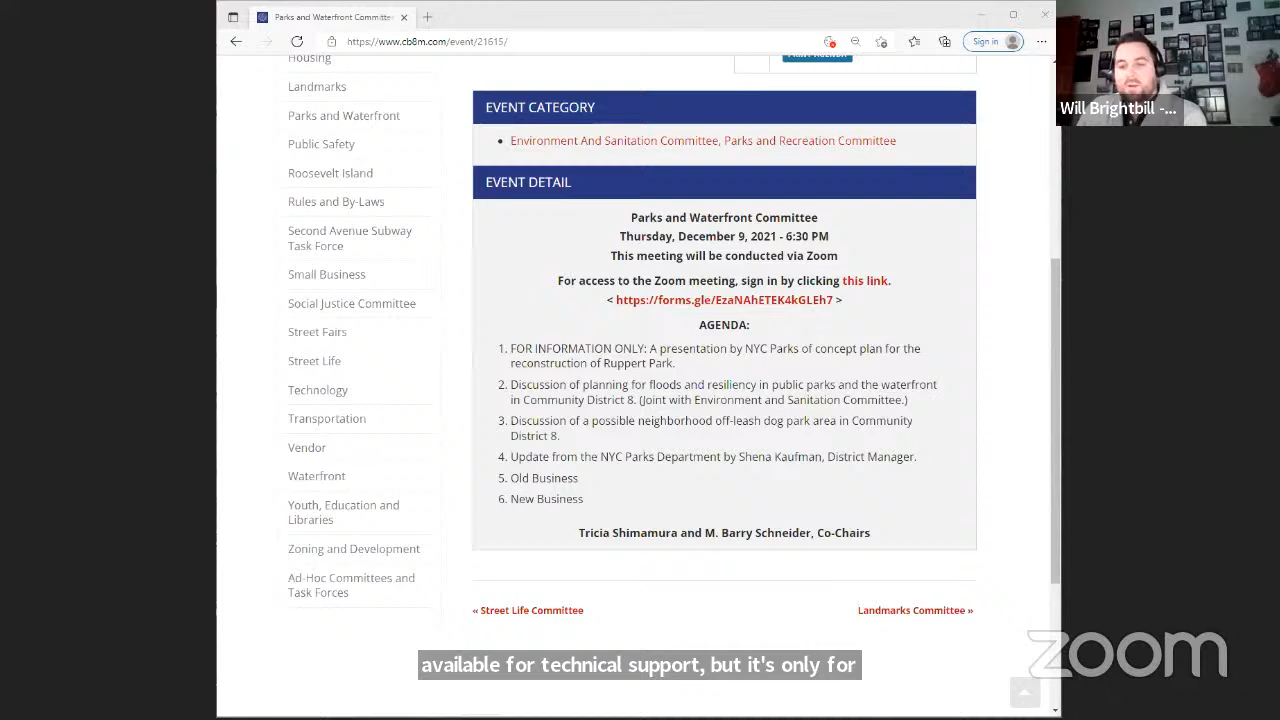 Parks and Waterfront Committe
https://www.cb8m.com/event/21615/
Sign in
Housing
Landmarks
Parks and Waterfront
Public Safety
Roosevelt Island
Rules and By-Laws
Second Avenue Subway
Task Force
Small Business
Social Justice Committee
Street Fairs
Street Life
Technology
Transportation
Vendor
Waterfront
Youth, Education and
Libraries
Zoning and Development
Ad-Hoc Committees and
Task Forces
EVENT CATEGORY
Environment And Sanitation Committee, Parks and Recreation Committee
EVENT DETAIL
Parks and Waterfront Committee
Thursday, December 9, 2021 - 6:30 PM
This meeting will be conducted via Zoom
For access to the Zoom meeting, sign in by clicking this link.
< https://forms.gle/EzaNAhETEK4kGLEh7 >
AGENDA:
1. FOR INFORMATION ONLY: A presentation by NYC Parks of concept plan for the
reconstruction of Ruppert Park.
2. Discussion of planning for floods and resiliency in public parks and the waterfront
in Community District 8. (Joint with Environment and Sanitation Committee.)
3. Discussion of a possible neighborhood off-leash dog park area in Community
District 8.
4. Update from the NYC Parks Department by Shena Kaufman, District Manager.
5. Old Business
6. New Business
Tricia Shimamura and M. Barry Schneider, Co-Chairs
« Street Life Committee
Landmarks Committee »
Will Brightbill -...
available for technical support, but it's only for
zoom